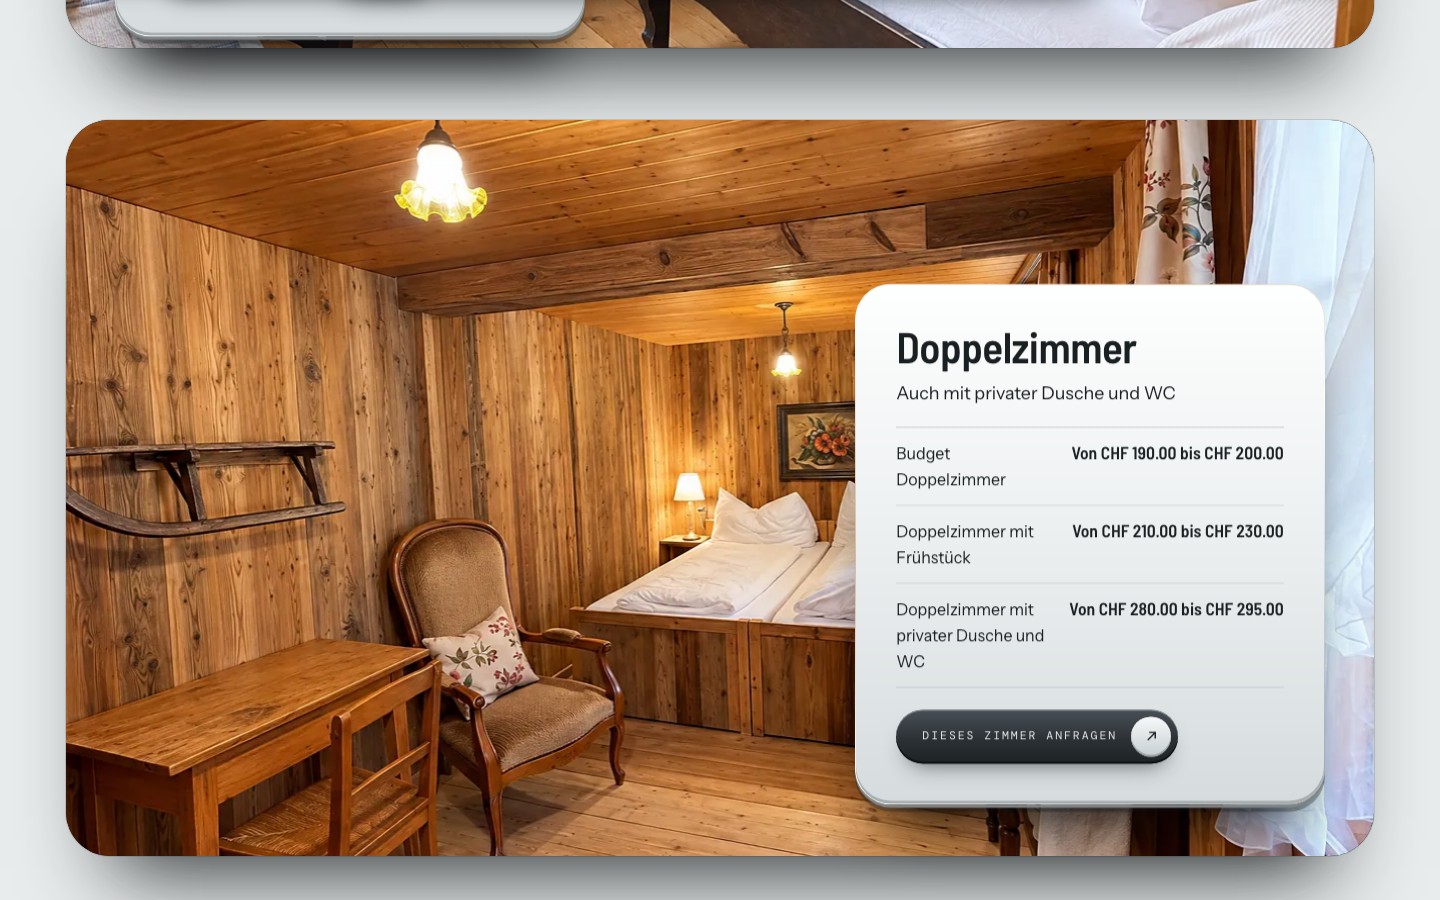 Doppelzimmer
Auch mit privater Dusche und WC
Budget
Doppelzimmer
Von CHF 190.00 bis CHF 200.00
Doppelzimmer mit
Frühstück
Von CHF 210.00 bis CHF 230.00
Doppelzimmer mit
privater Dusche und
WC
Von CHF 280.00 bis CHF 295.00
DIESES ZIMMER ANFRAGEN